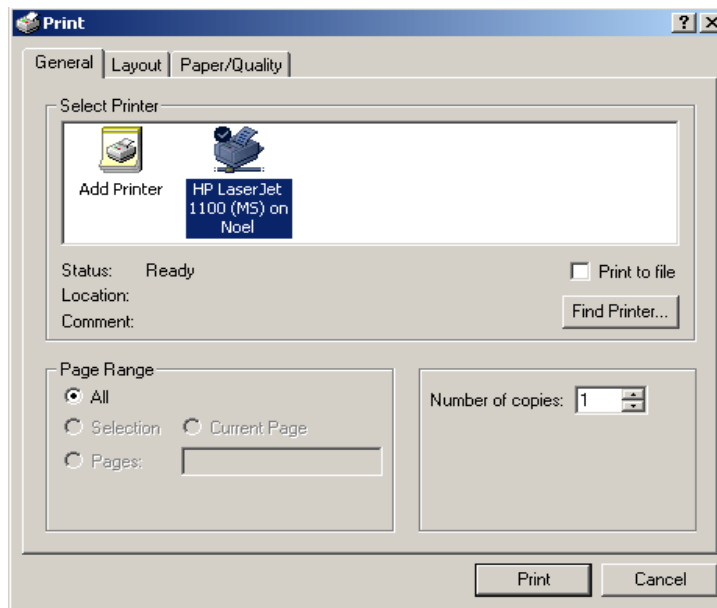 Print
General Layout Paper/Quality
Select Printer
Add Printer
HP LaserJet
1100 (MS) on
Noel
Status: Ready
Print to file
Location:
Find Printer...
Comment:
Page Range
All
Number of copies: 1
Selection Current Page
Pages:
Print Cancel